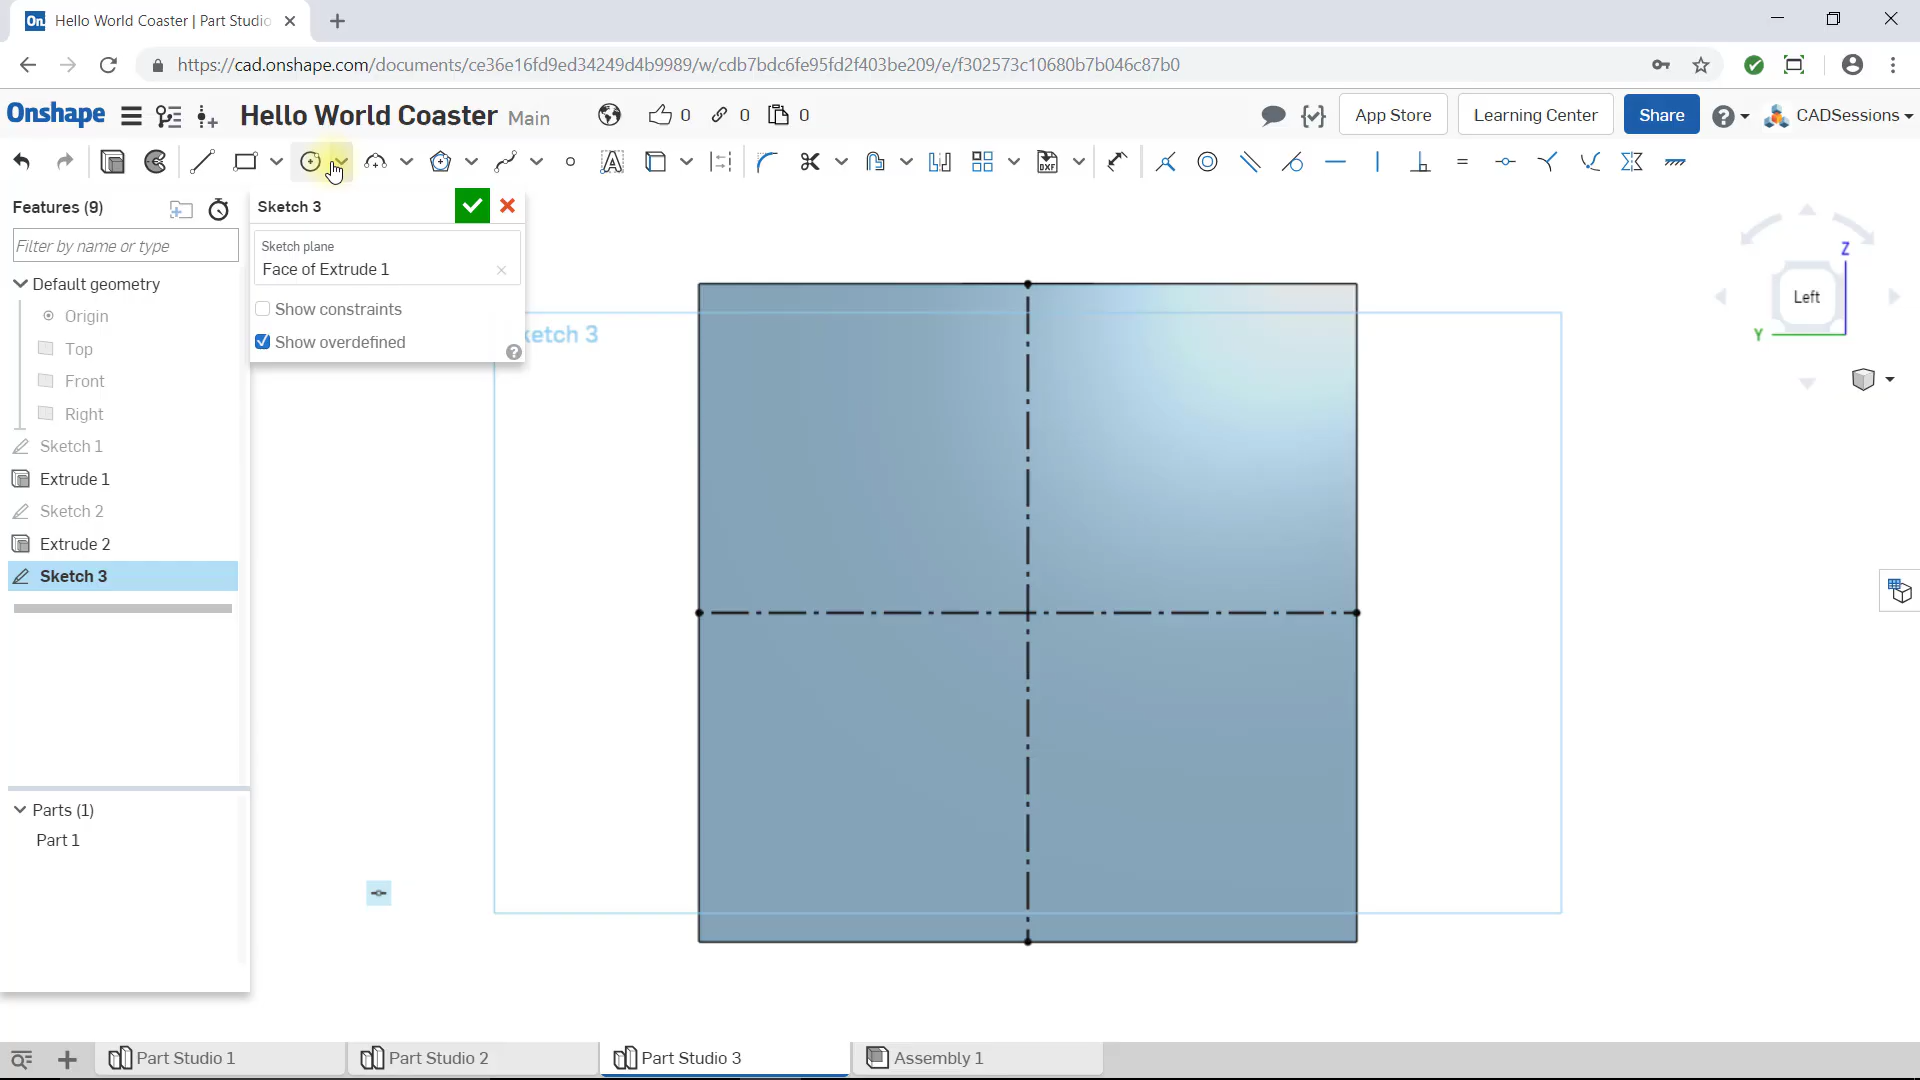 On Hello World Coaster | Part Studio
https://cad.onshape.com/documents/ce36e16fd9ed34249d4b9989/w/cdb7bdc6fe95fd2f403be209/e/f302573c10680b7b046c87b0
Onshape Hello World Coaster Main 0 0 0 App Store Learning Center Share ? CADSessions
A DXF
Features (9)
Filter by name or type
Default geometry
Origin
Top
Front
Right
Sketch 1
Extrude 1
Sketch 2
Extrude 2
Sketch 3
Parts (1)
Part 1
Sketch 3
Sketch plane
Face of Extrude 1
Show constraints
Show overdefined
?
ketch 3
Z
Left
Y
Part Studio 1 Part Studio 2 Part Studio 3 Assembly 1